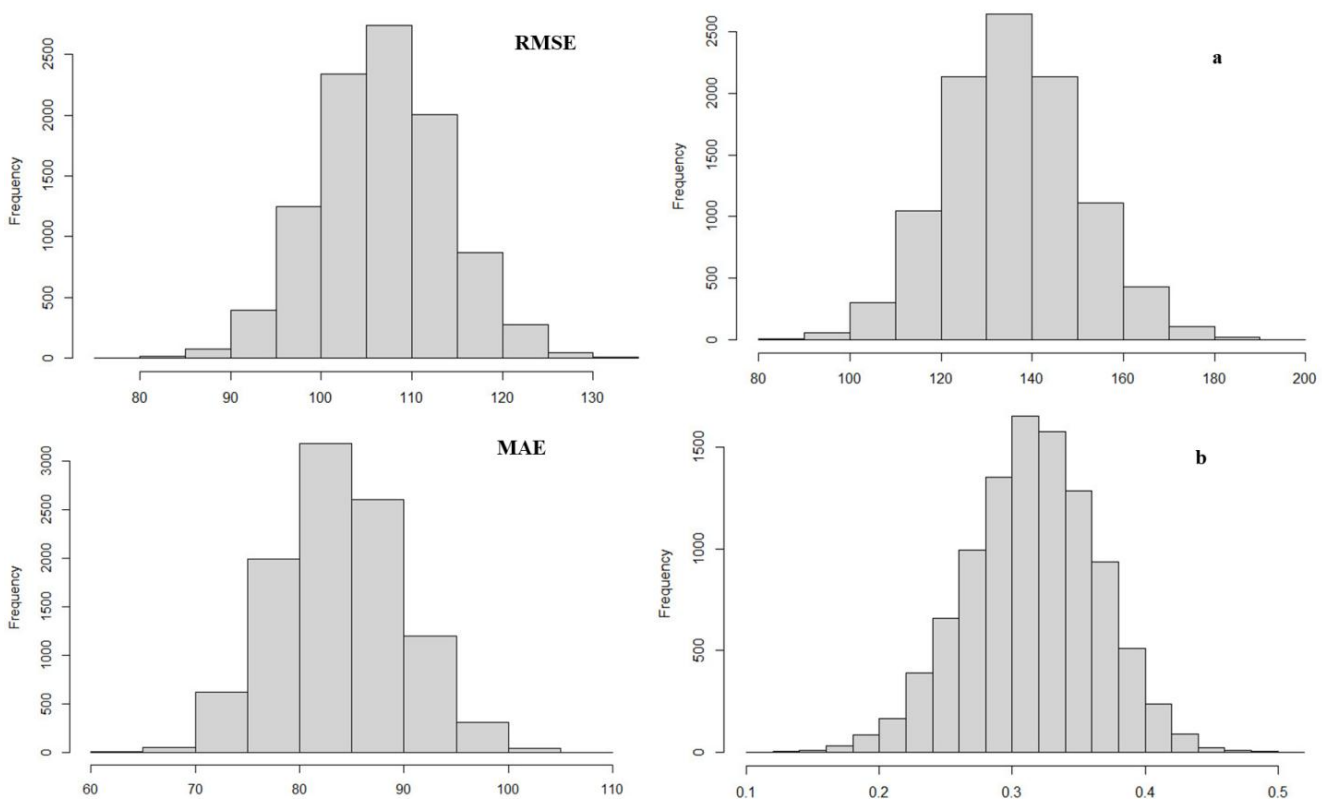 RMSE
Frequency
0 500 1000 1500 2000 2500
80 90 100 110 120 130
a
Frequency
0 500 1000 1500 2000 2500
80 100 120 140 160 180 200
MAE
Frequency
0 500 1000 1500 2000 2500 3000
60 70 80 90 100 110
b
Frequency
0 500 1000 1500
0.1 0.2 0.3 0.4 0.5